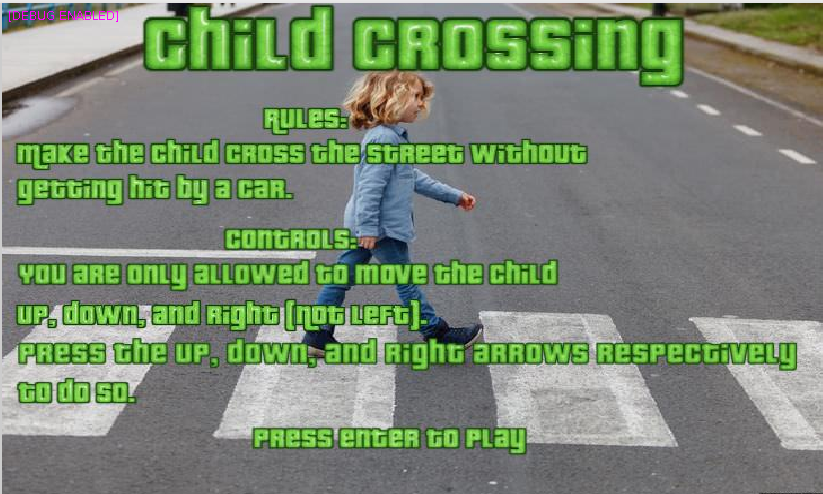 [DEBUG ENABLED]
Child Crossing
Rules:
Make the child cross the street without
getting hit by a car.
Controls:
You are only allowed to move the child
up, down, and right (not left).
Press the up, down, and right arrows respectively
to do so.
Press enter to play